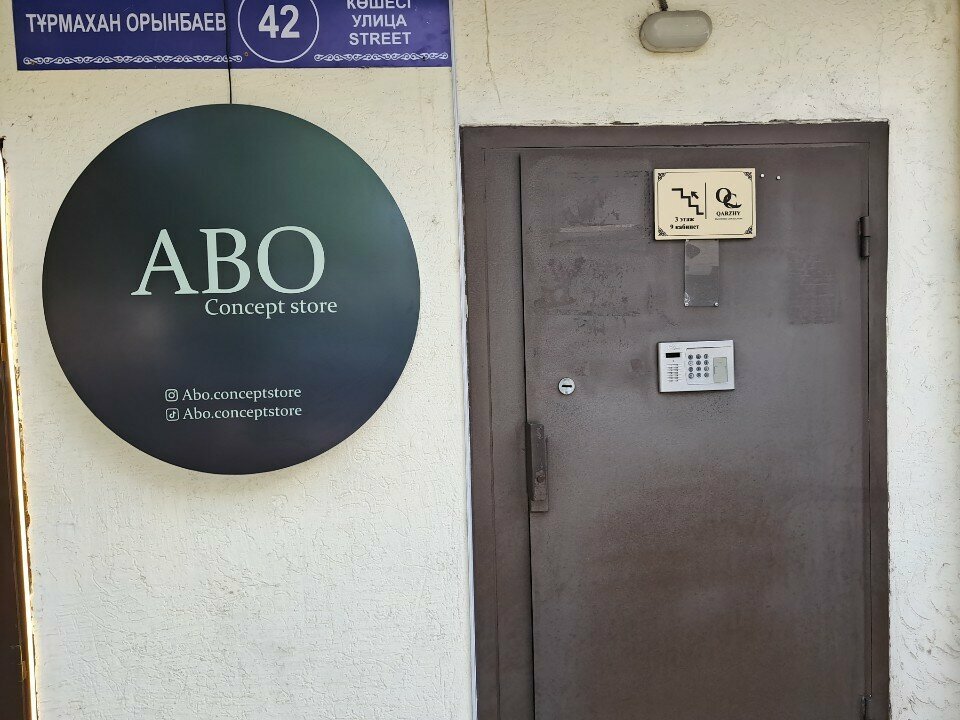 ТҰРМАХАН ОРЫНБАЕВ
42
КӨШЕСІ
УЛИЦА
STREET
ABO
Concept store
Abo.conceptstore
Abo.conceptstore
3 этаж
9 кабинет
QC
QARZHY